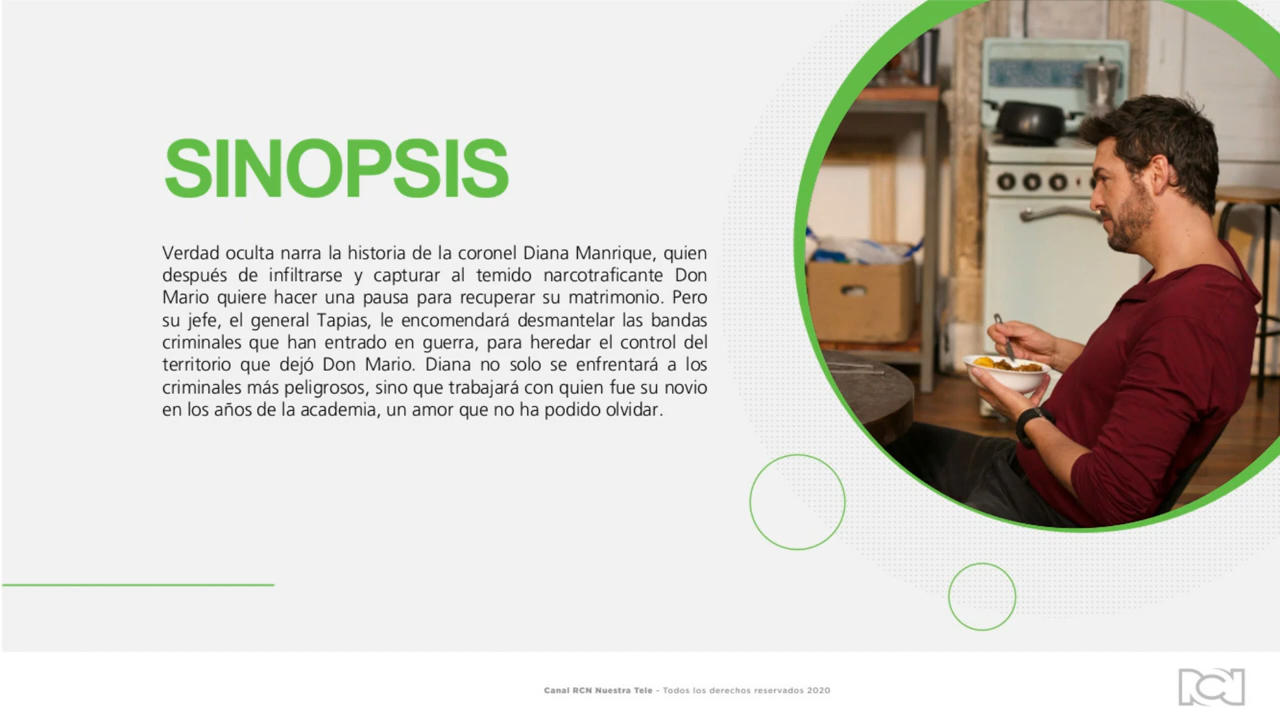 SINOPSIS
Verdad oculta narra la historia de la coronel Diana Manrique, quien
después de infiltrarse y capturar al temido narcotraficante Don
Mario quiere hacer una pausa para recuperar su matrimonio. Pero
su jefe, el general Tapias, le encomendará desmantelar las bandas
criminales que han entrado en guerra, para heredar el control del
territorio que dejó Don Mario. Diana no solo se enfrentará a los
criminales más peligrosos, sino que trabajará con quien fue su novio
en los años de la academia, un amor que no ha podido olvidar.
Canal RCN Nuestra Tele - Todos los derechos reservados 2020
RCN